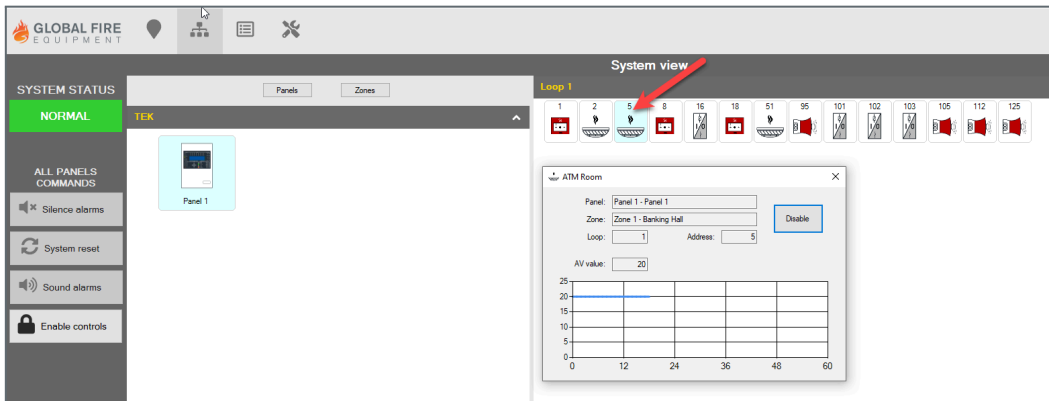 GLOBAL FIRE
EQUIPMENT
System view
SYSTEM STATUS
NORMAL
ALL PANELS
COMMANDS
Silence alarms
System reset
Sound alarms
Enable controls
Panels Zones
TEK
Panel 1
Loop 1
1 2 5 8 16 18 51 95 101 102 103 105 112 125
ATM Room
Panel: Panel 1 - Panel 1
Zone: Zone 1 - Banking Hall
Disable
Loop: 1 Address: 5
AV value: 20
25
20
15
10
5
0
0 12 24 36 48 60